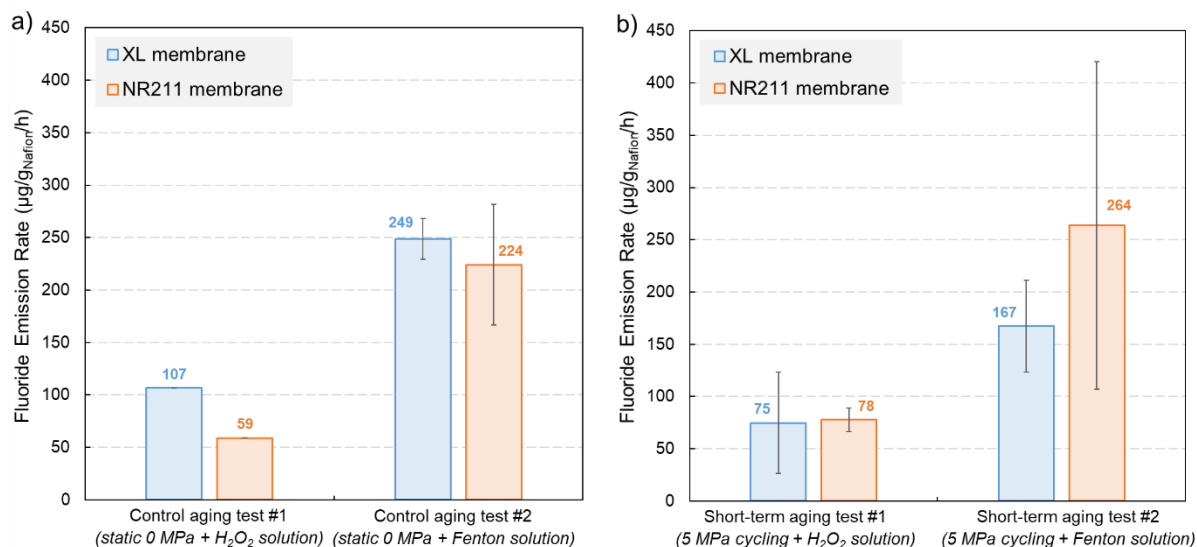 a)
Fluoride Emission Rate (µg/g_Nafion/h)
450
400
350
300
250
200
150
100
50
0
XL membrane
NR211 membrane
107
59
249
224
Control aging test #1
(static 0 MPa + H₂O₂ solution)
Control aging test #2
(static 0 MPa + Fenton solution)
b)
Fluoride Emission Rate (µg/g_Nafion/h)
450
400
350
300
250
200
150
100
50
0
XL membrane
NR211 membrane
75
78
167
264
Short-term aging test #1
(5 MPa cycling + H₂O₂ solution)
Short-term aging test #2
(5 MPa cycling + Fenton solution)